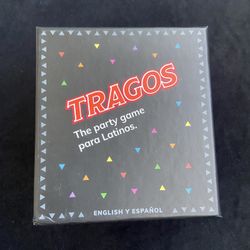 TRAGOS
The party game
para Latinos.
ENGLISH Y ESPAÑOL